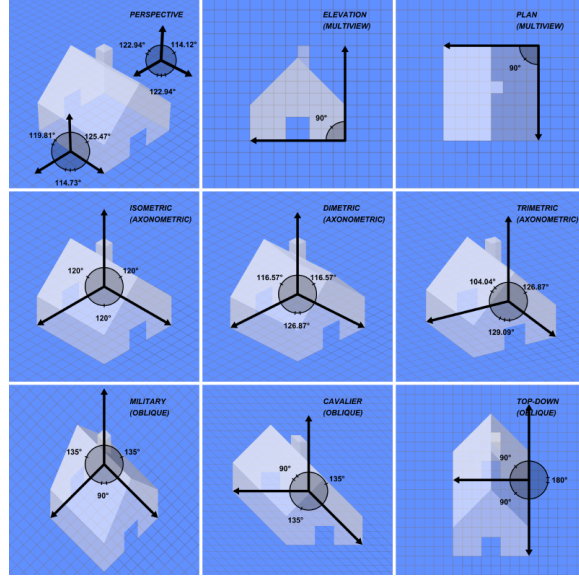 PERSPECTIVE
122.94° 114.12°
122.94°
119.81° 125.47°
114.73°
ELEVATION
(MULTIVIEW)
90°
PLAN
(MULTIVIEW)
90°
ISOMETRIC
(AXONOMETRIC)
120° 120°
120°
DIMETRIC
(AXONOMETRIC)
116.57° 116.57°
126.87°
TRIMETRIC
(AXONOMETRIC)
104.04° 126.87°
129.09°
MILITARY
(OBLIQUE)
135° 135°
90°
CAVALIER
(OBLIQUE)
90° 135°
135°
TOP-DOWN
(OBLIQUE)
90°
180°
90°